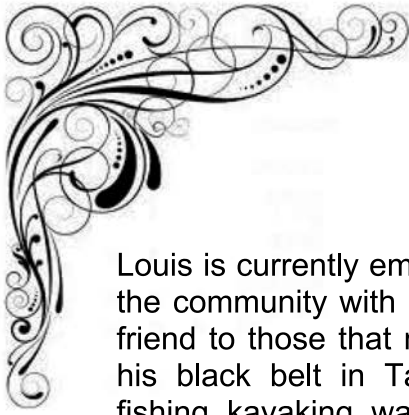 Louis is currently em
the community with
friend to those that
his black belt in Ta
fishing kayaking wa